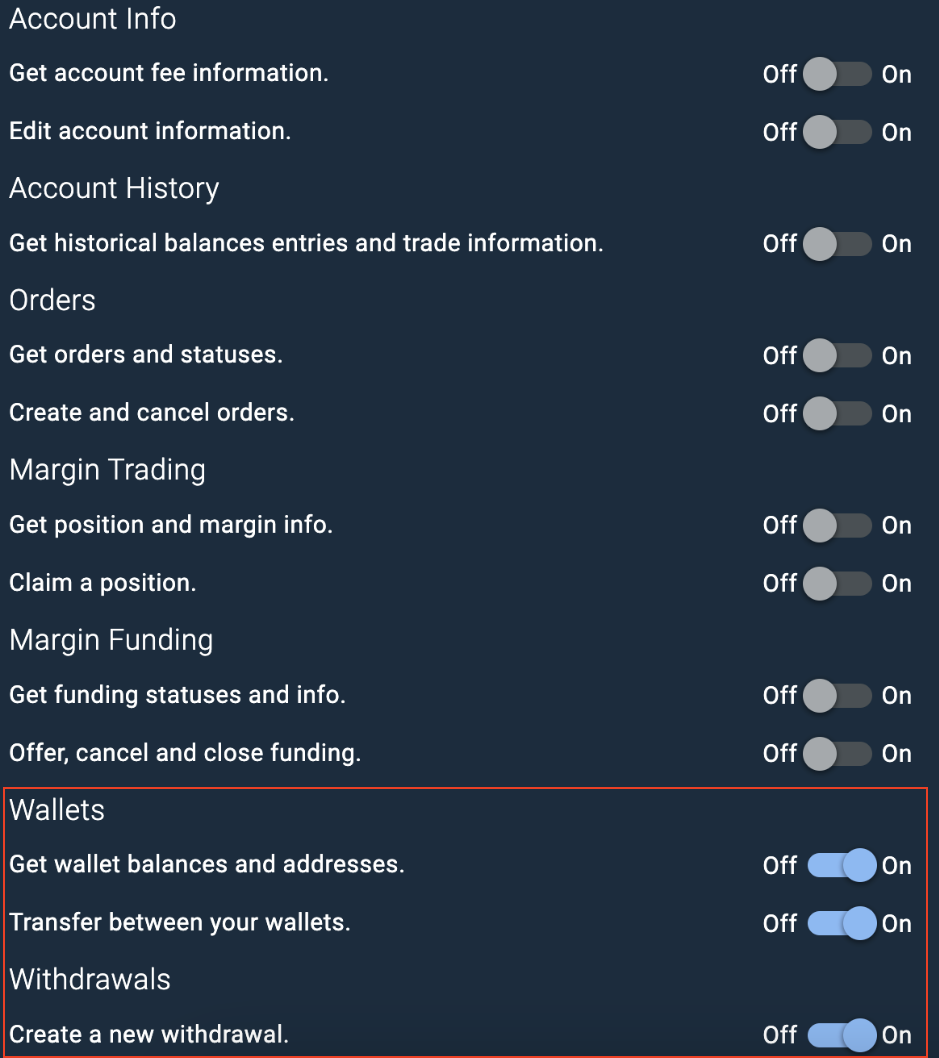 Account Info
Get account fee information. Off On
Edit account information. Off On
Account History
Get historical balances entries and trade information. Off On
Orders
Get orders and statuses. Off On
Create and cancel orders. Off On
Margin Trading
Get position and margin info. Off On
Claim a position. Off On
Margin Funding
Get funding statuses and info. Off On
Offer, cancel and close funding. Off On
Wallets
Get wallet balances and addresses. Off On
Transfer between your wallets. Off On
Withdrawals
Create a new withdrawal. Off On